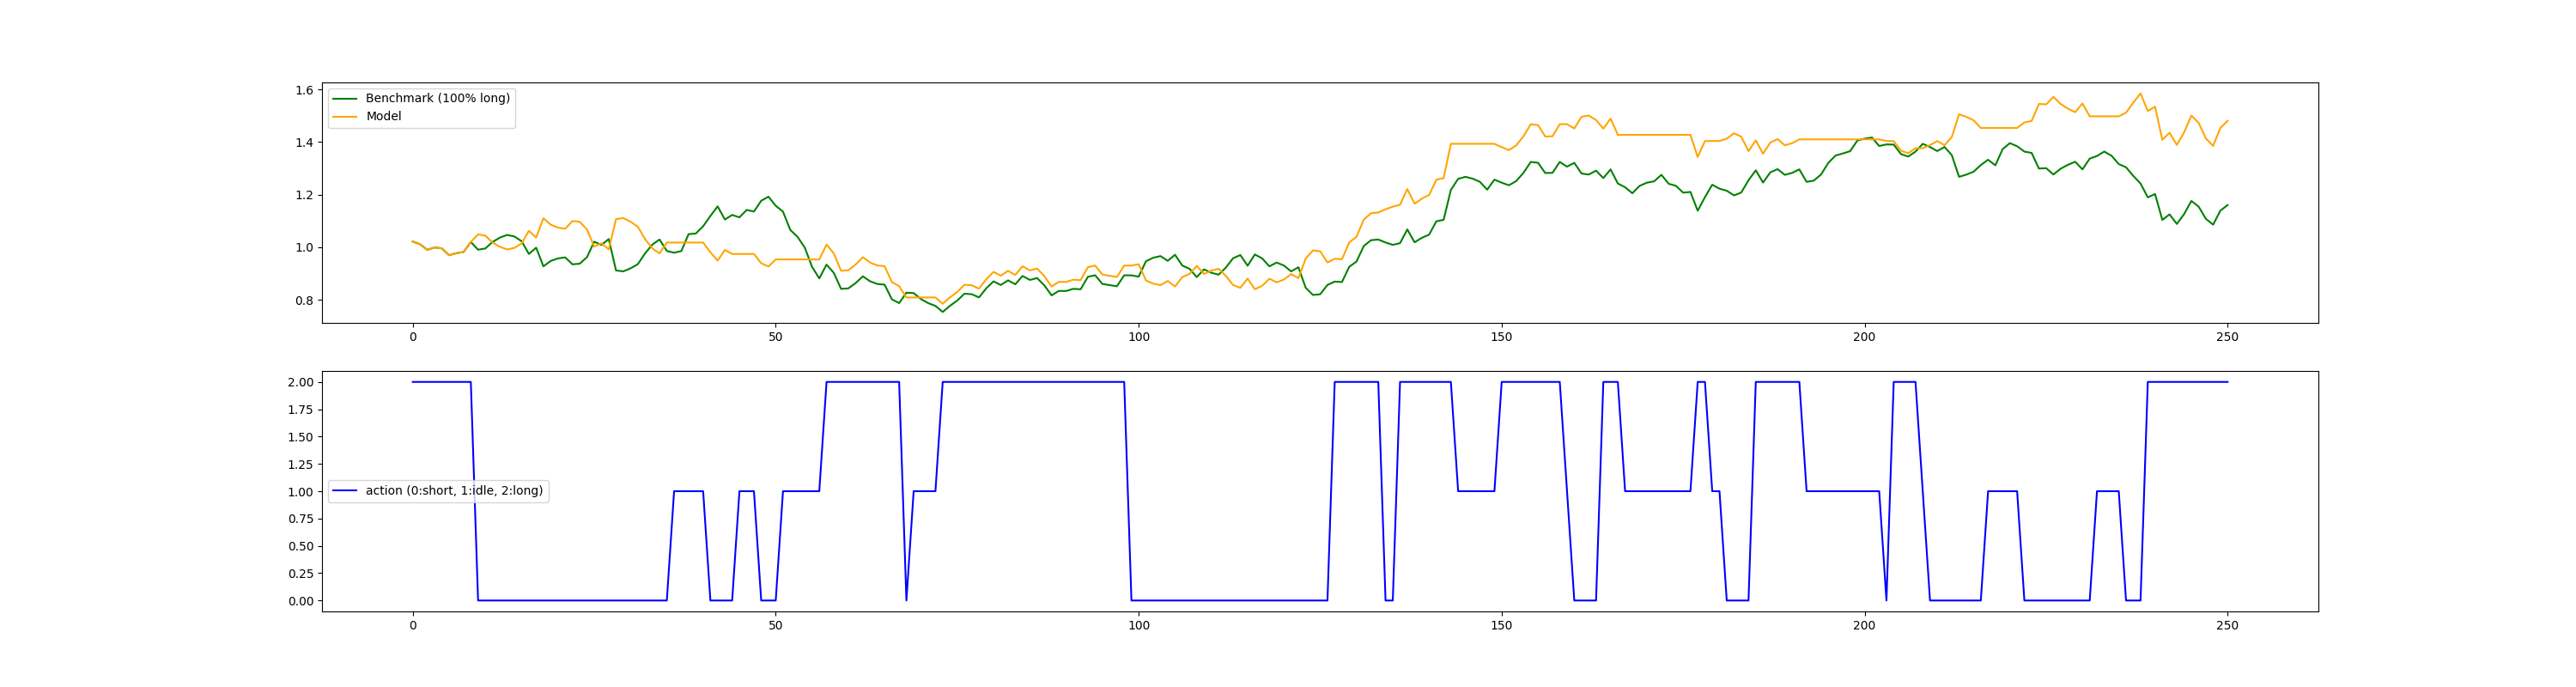 1.6
1.4
1.2
1.0
0.8
Benchmark (100% long)
Model
0 50 100 150 200 250
2.00
1.75
1.50
1.25
1.00
0.75
0.50
0.25
0.00
action (0:short, 1:idle, 2:long)
0 50 100 150 200 250